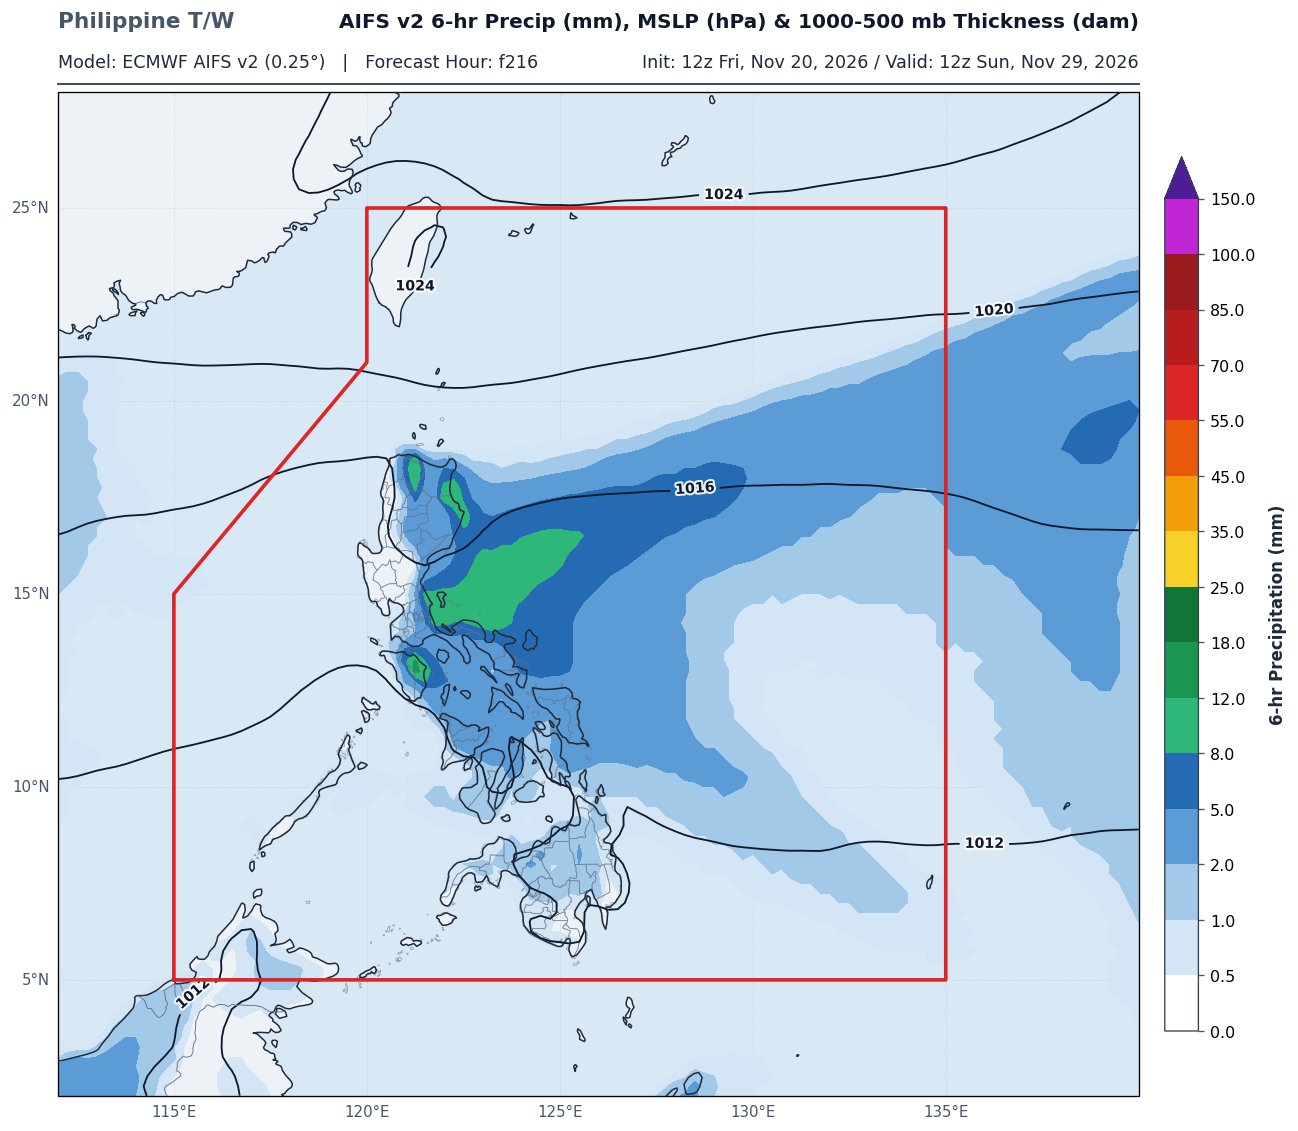 Philippine T/W
AIFS v2 6-hr Precip (mm), MSLP (hPa) & 1000-500 mb Thickness (dam)
Model: ECMWF AIFS v2 (0.25°) | Forecast Hour: f216
Init: 12z Fri, Nov 20, 2026 / Valid: 12z Sun, Nov 29, 2026
1024
25°N
1024
1020
20°N
1016
15°N
10°N
1012
5°N
1012
115°E
120°E
125°E
130°E
135°E
150.0
100.0
85.0
70.0
55.0
45.0
35.0
25.0
18.0
12.0
8.0
5.0
2.0
1.0
0.5
0.0
6-hr Precipitation (mm)